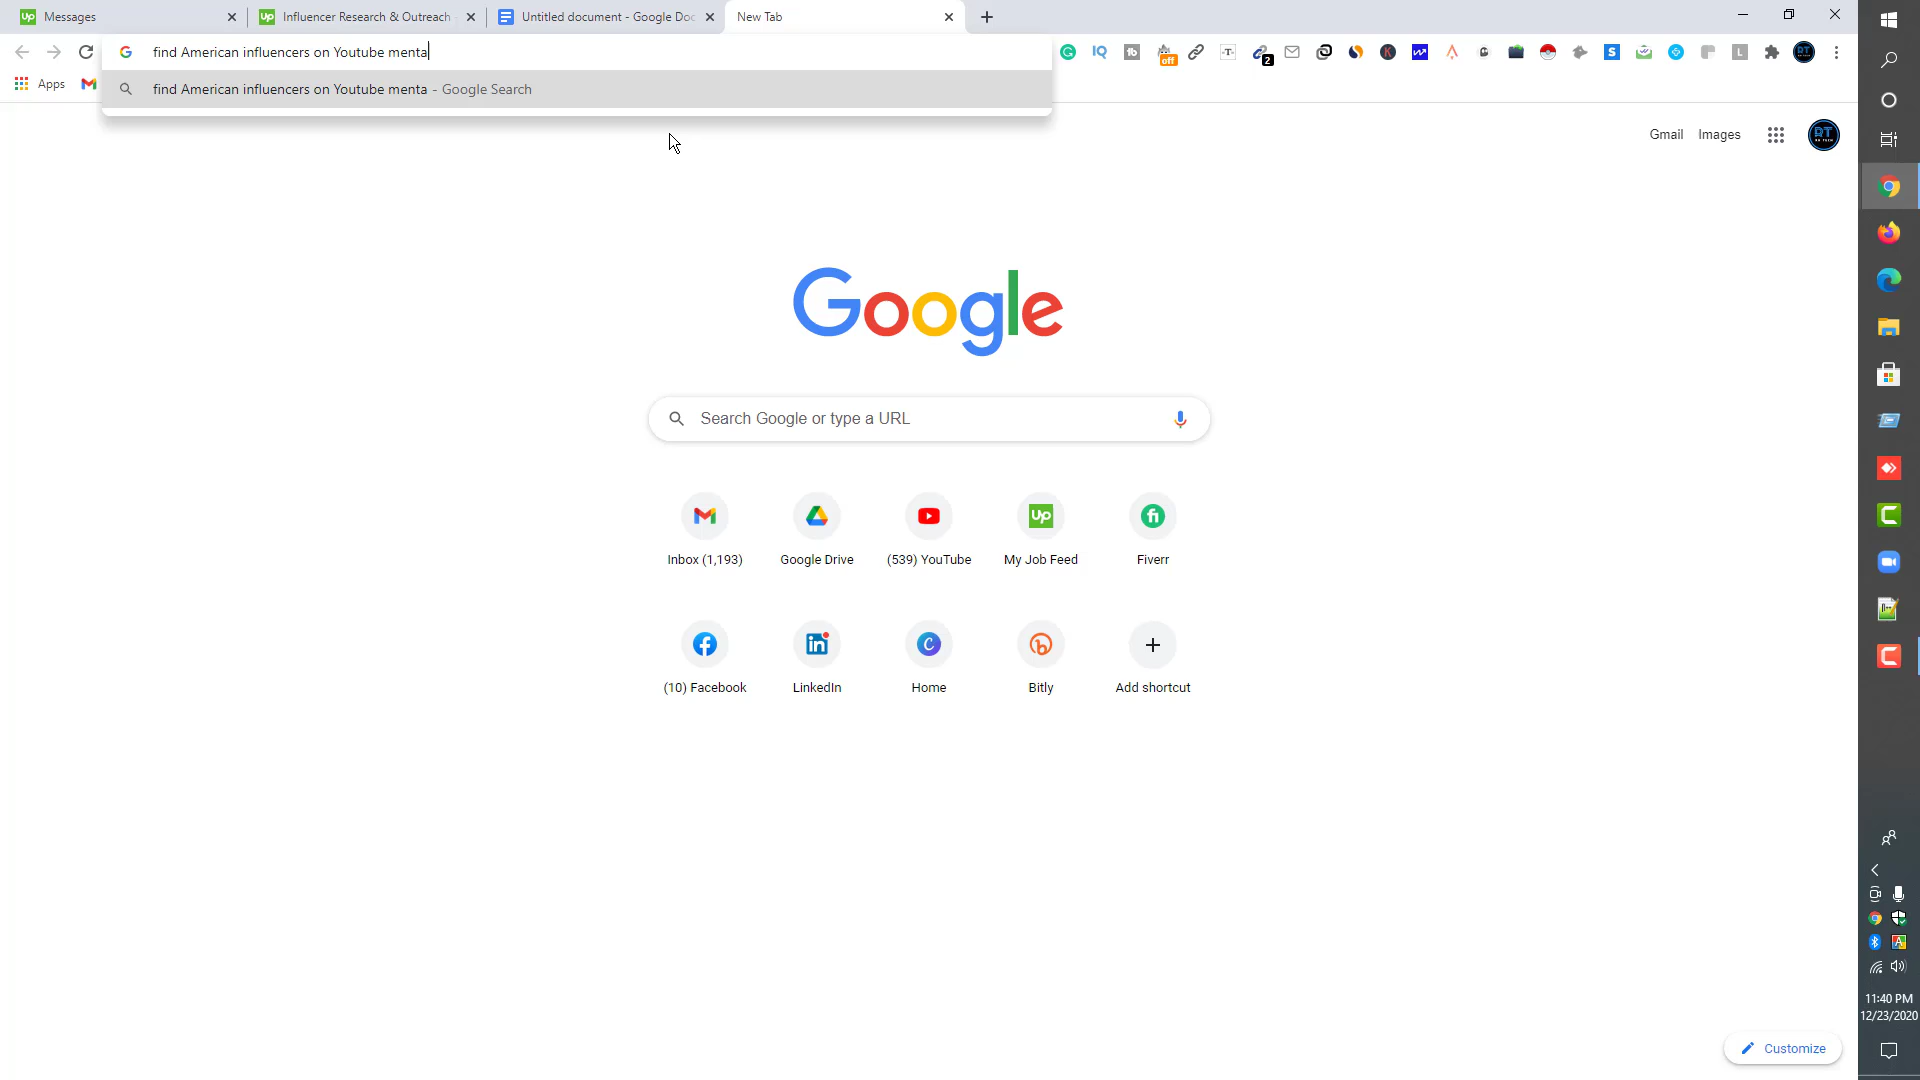 Messages
Influencer Research & Outreach
Untitled document - Google Doc
New Tab
find American influencers on Youtube menta
off
2
Apps
find American influencers on Youtube menta - Google Search
Gmail
Images
Google
Search Google or type a URL
Inbox (1,193)
Google Drive
(539) YouTube
My Job Feed
Fiverr
(10) Facebook
LinkedIn
Home
Bitly
Add shortcut
11:40 PM
12/23/2020
Customize